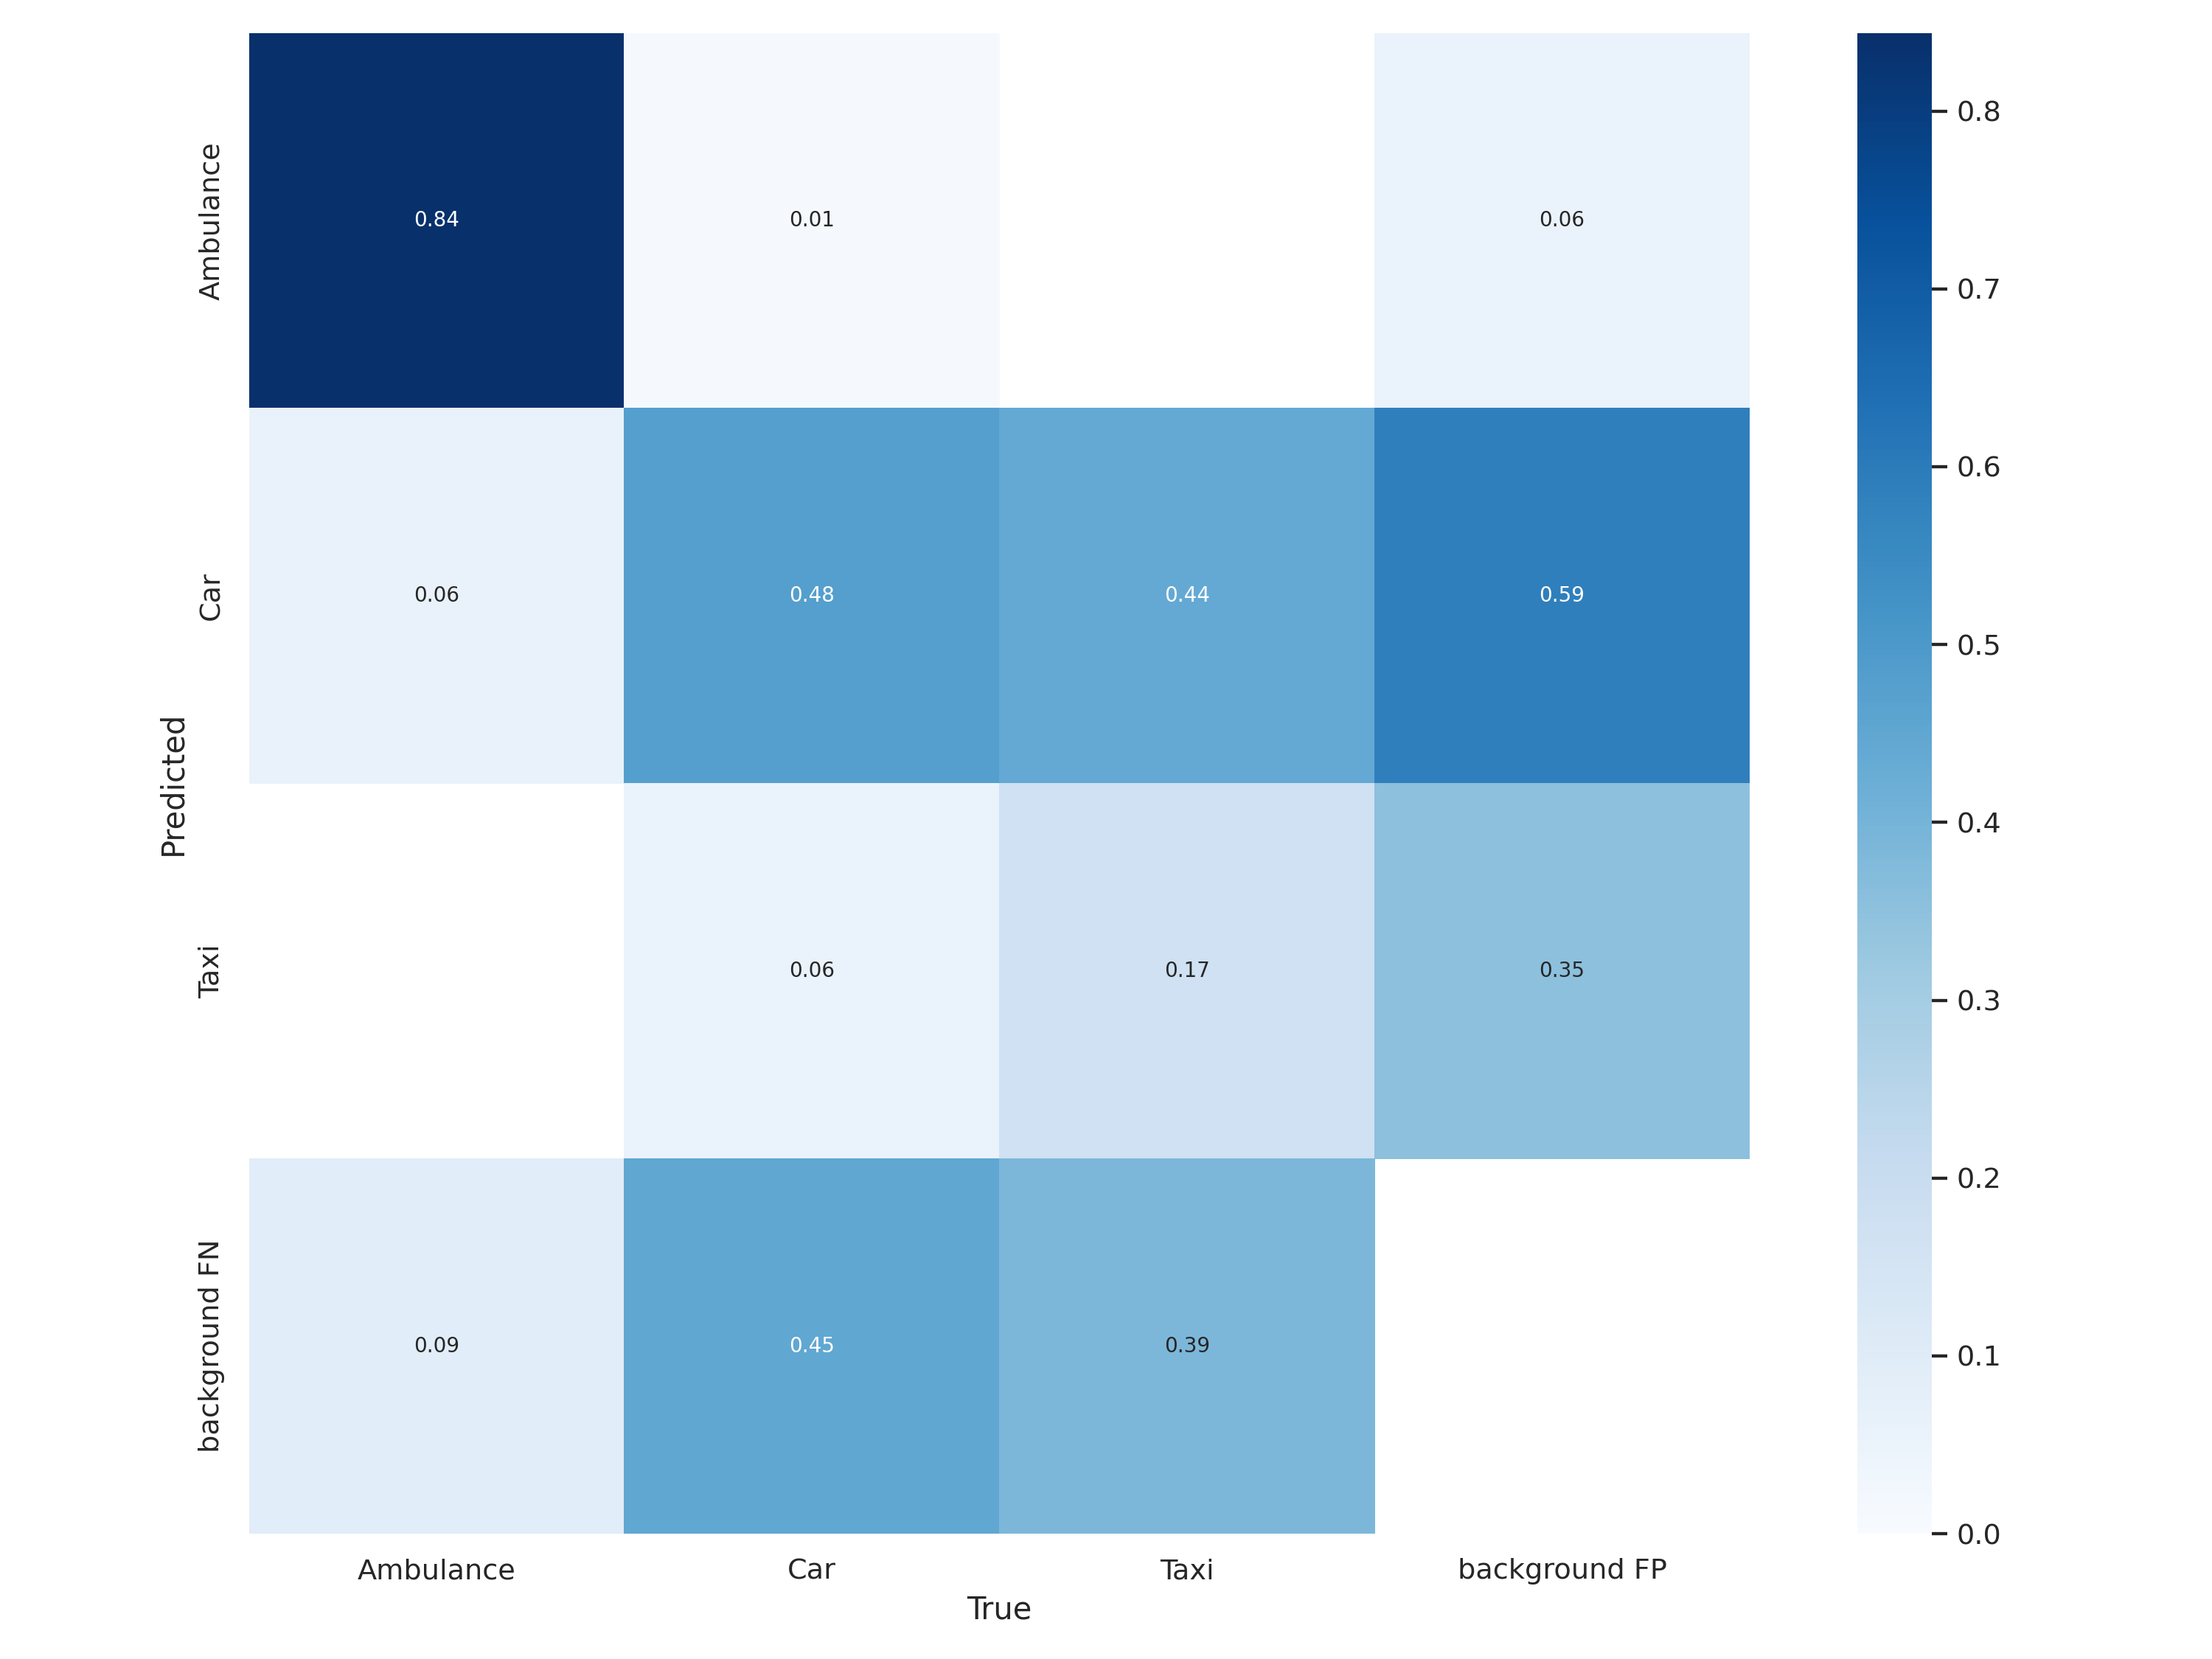 Ambulance
0.84 0.01 0.06
Car
0.06 0.48 0.44 0.59
Predicted
Taxi
0.06 0.17 0.35
background FN
0.09 0.45 0.39
Ambulance Car Taxi background FP
True
0.8
0.7
0.6
0.5
0.4
0.3
0.2
0.1
0.0